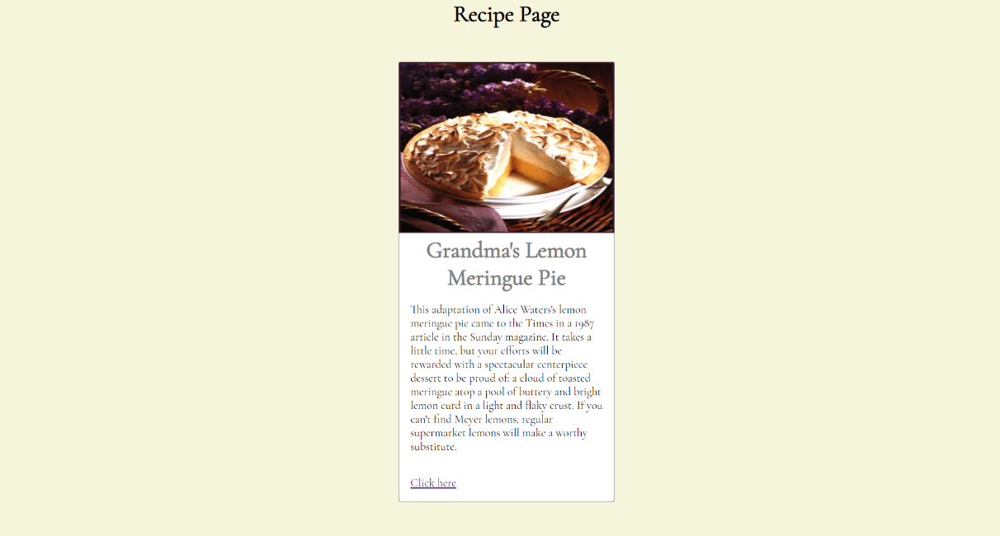 Recipe Page
Grandma's Lemon
Meringue Pie
This adaptation of Alice Waters's lemon
meringue pie came to the Times in a 1987
article in the Sunday magazine. It takes a
little time, but your efforts will be
rewarded with a spectacular centerpiece
dessert to be proud of: a cloud of toasted
meringue atop a pool of buttery and bright
lemon curd in a light and flaky crust. If you
can't find Meyer lemons, regular
supermarket lemons will make a worthy
substitute.
Click here